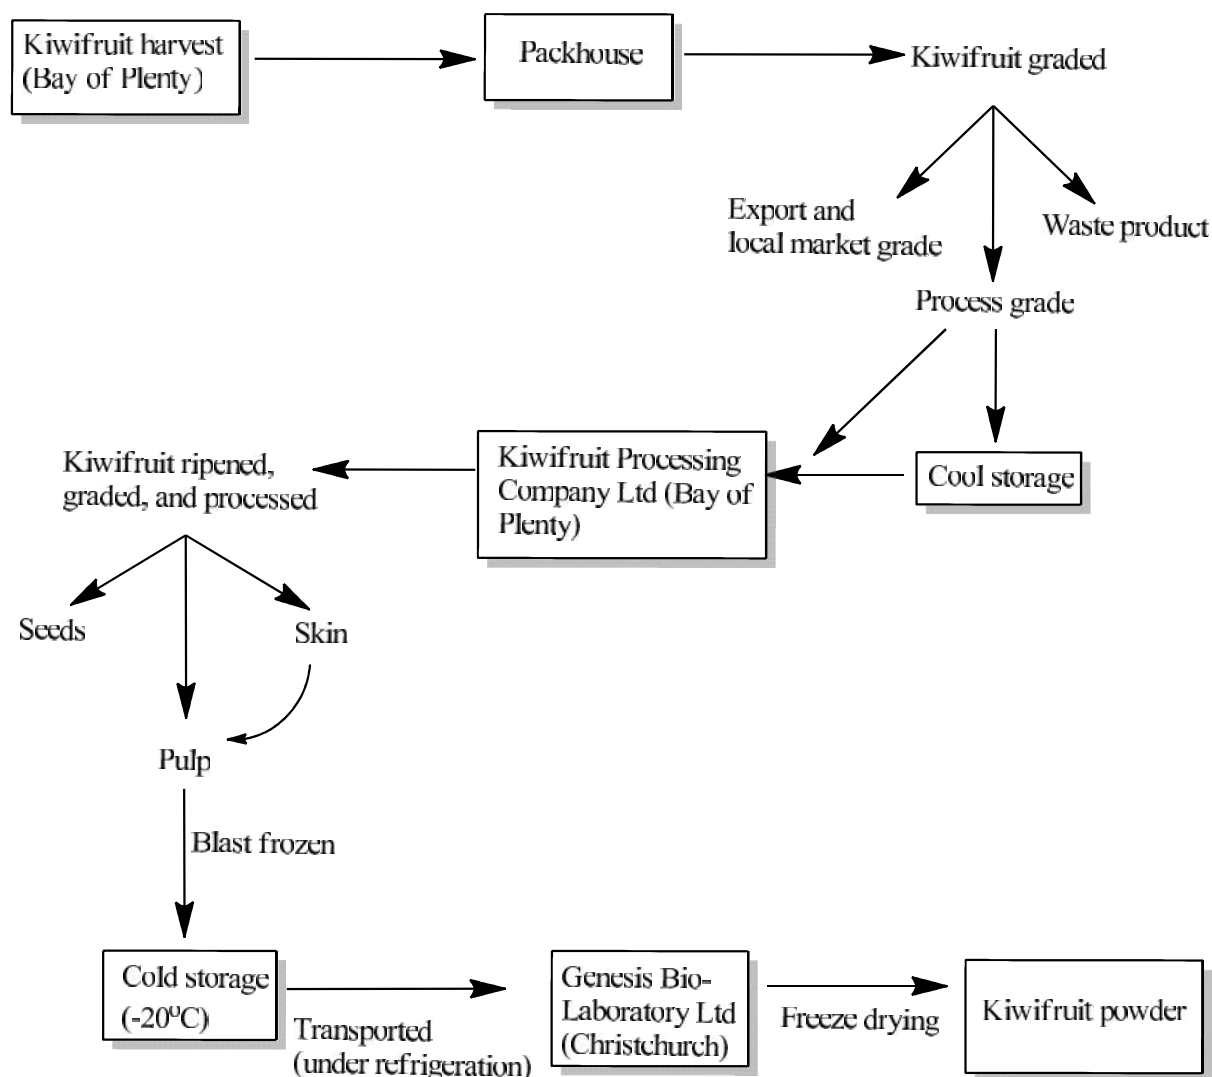 Kiwifruit harvest
(Bay of Plenty)
Packhouse
Kiwifruit graded
Export and
local market grade
Waste product
Process grade
Kiwifruit ripened,
graded, and processed
Kiwifruit Processing
Company Ltd (Bay of
Plenty)
Cool storage
Seeds
Skin
Pulp
Blast frozen
Cold storage
(-20°C)
Transported
(under refrigeration)
Genesis Bio-
Laboratory Ltd
(Christchurch)
Freeze drying
Kiwifruit powder